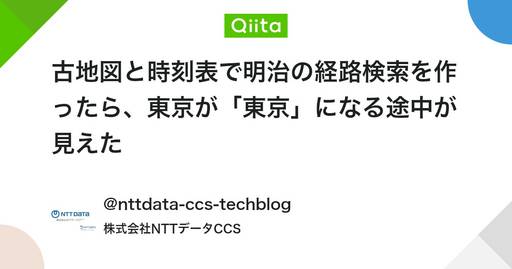 Qiita
古地図と時刻表で明治の経路検索を作
ったら、東京が「東京」になる途中が
見えた
@nttdata-ccs-techblog
NTT DATA
株式会社NTTデータCCS